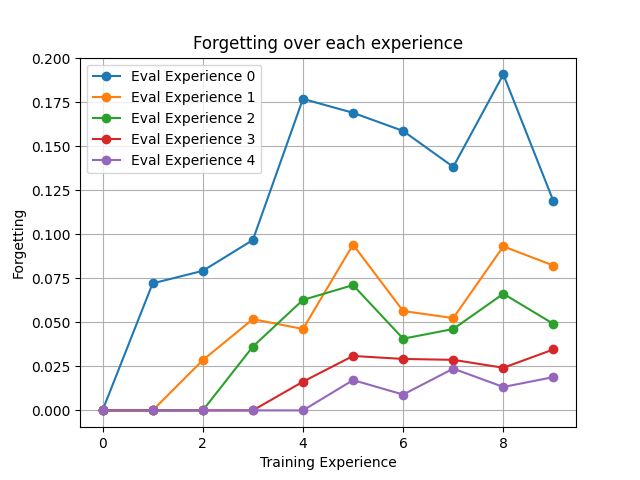 Forgetting over each experience
Eval Experience 0
Eval Experience 1
Eval Experience 2
Eval Experience 3
Eval Experience 4
Forgetting
0.200
0.175
0.150
0.125
0.100
0.075
0.050
0.025
0.000
0 2 4 6 8
Training Experience